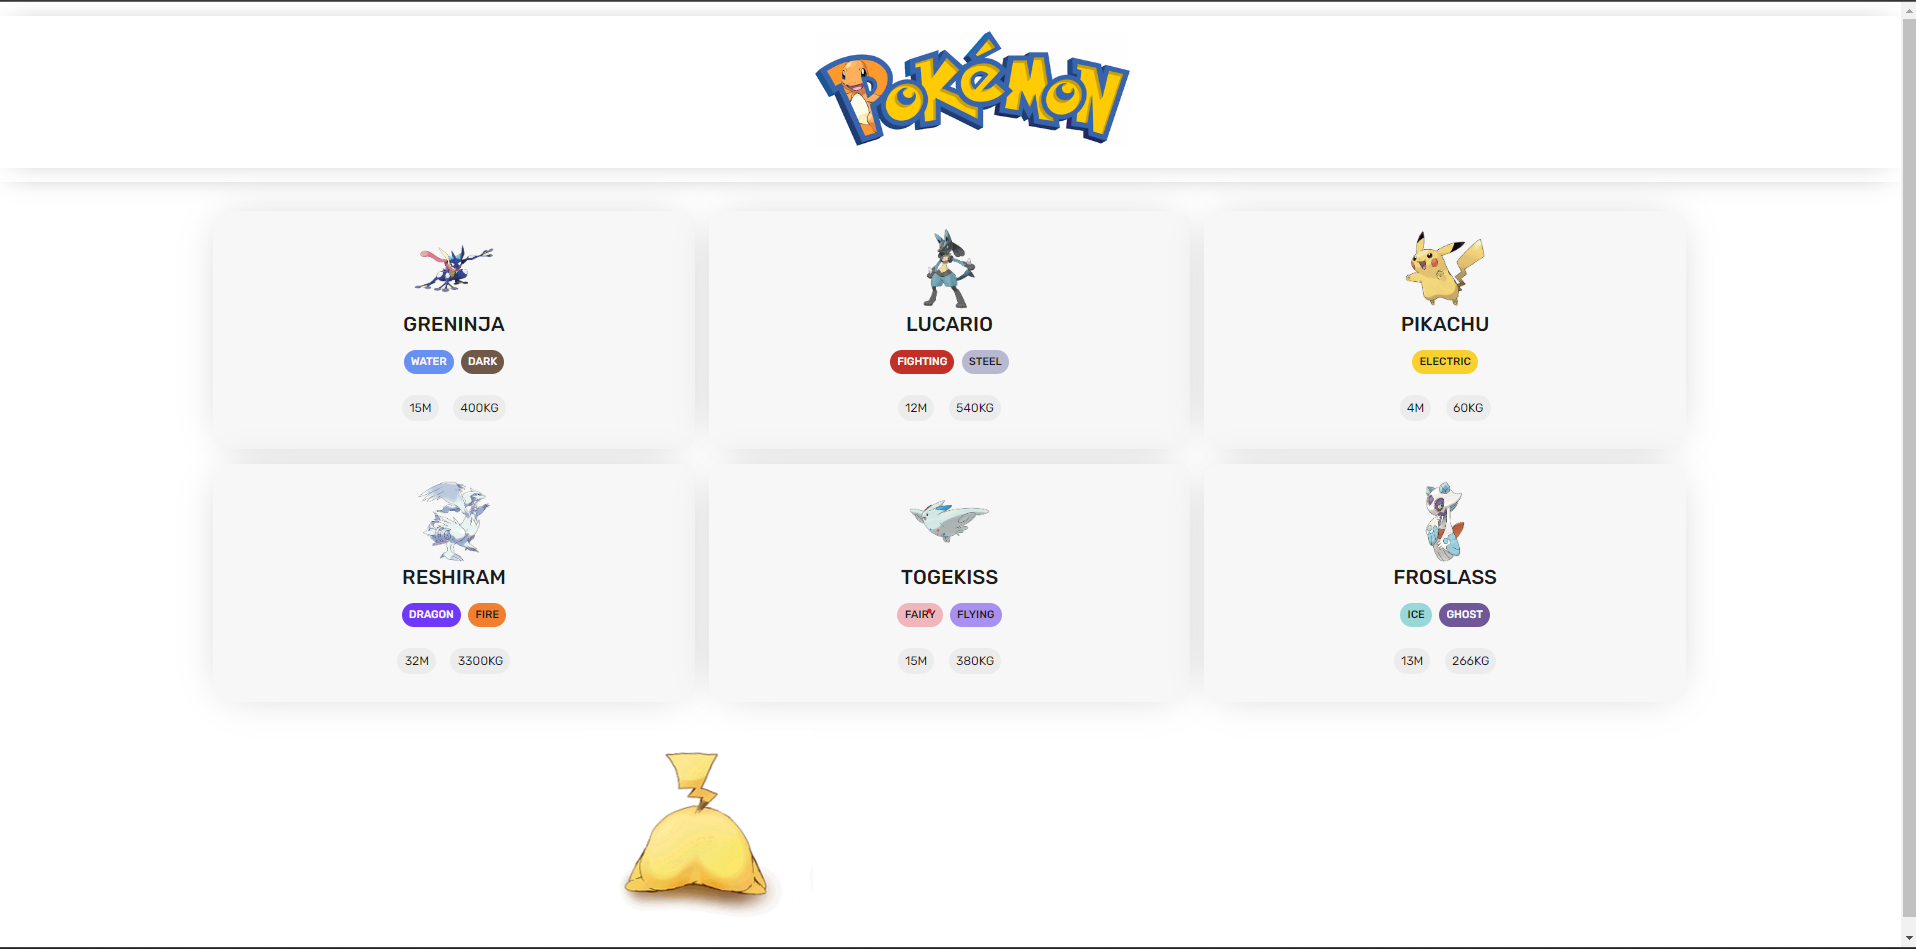 POKéMON
GRENINJA
WATER DARK
15M 400KG
LUCARIO
FIGHTING STEEL
12M 540KG
PIKACHU
ELECTRIC
4M 60KG
RESHIRAM
DRAGON FIRE
32M 3300KG
TOGEKISS
FAIRY FLYING
15M 380KG
FROSLASS
ICE GHOST
13M 266KG